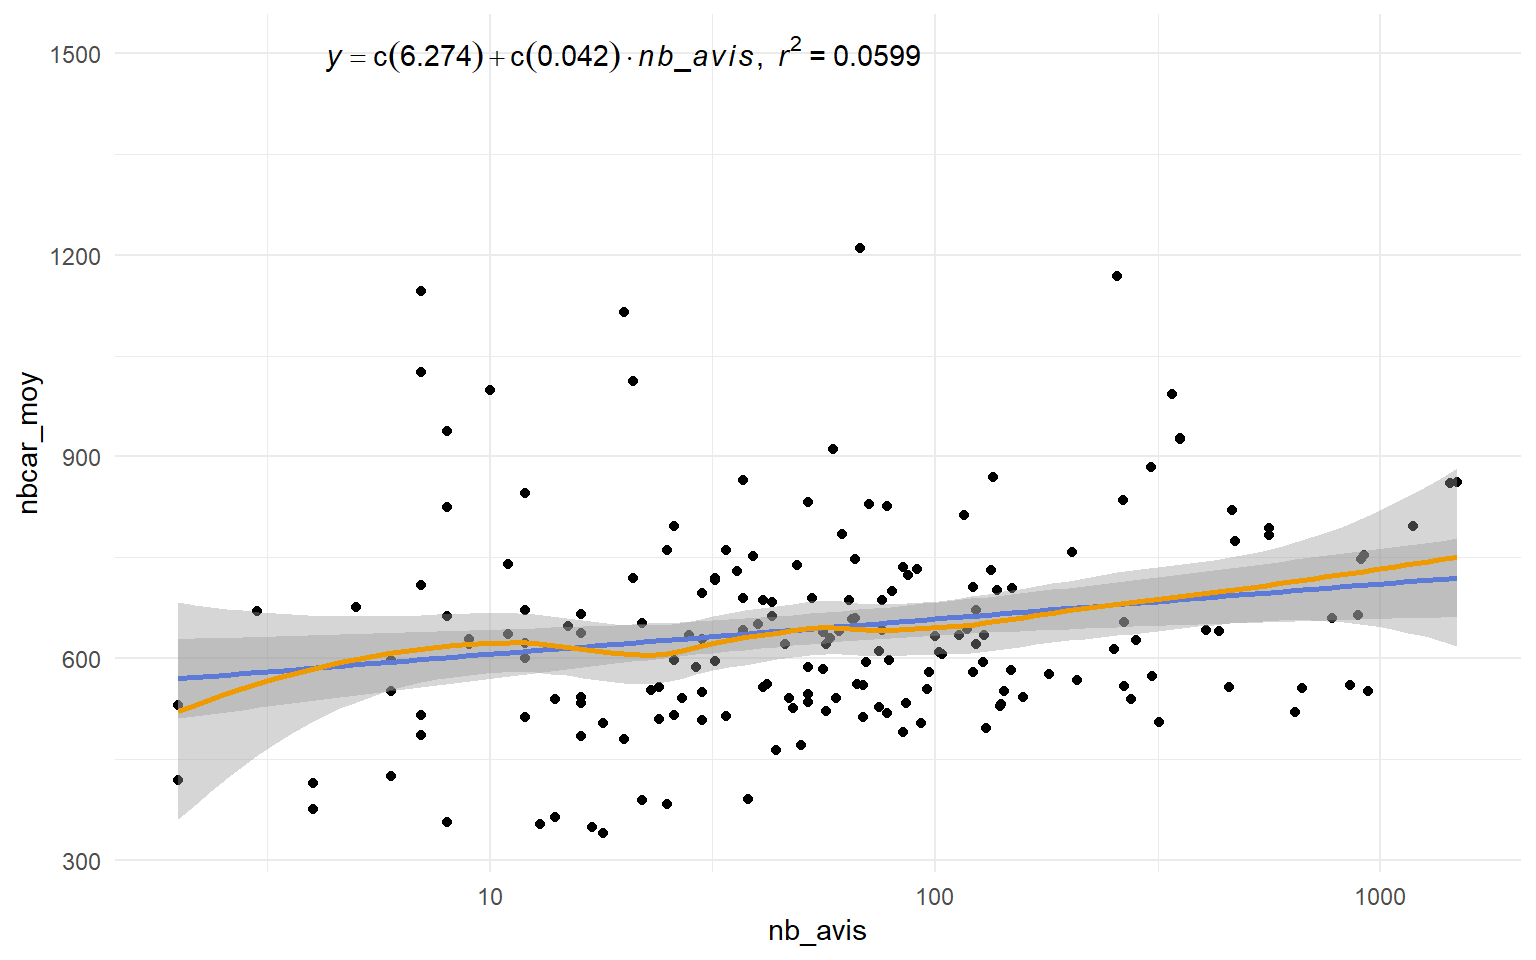 y = c(6.274) + c(0.042) · nb_avis, r² = 0.0599
1500
1200
900
600
300
nbcar_moy
10 100 1000
nb_avis